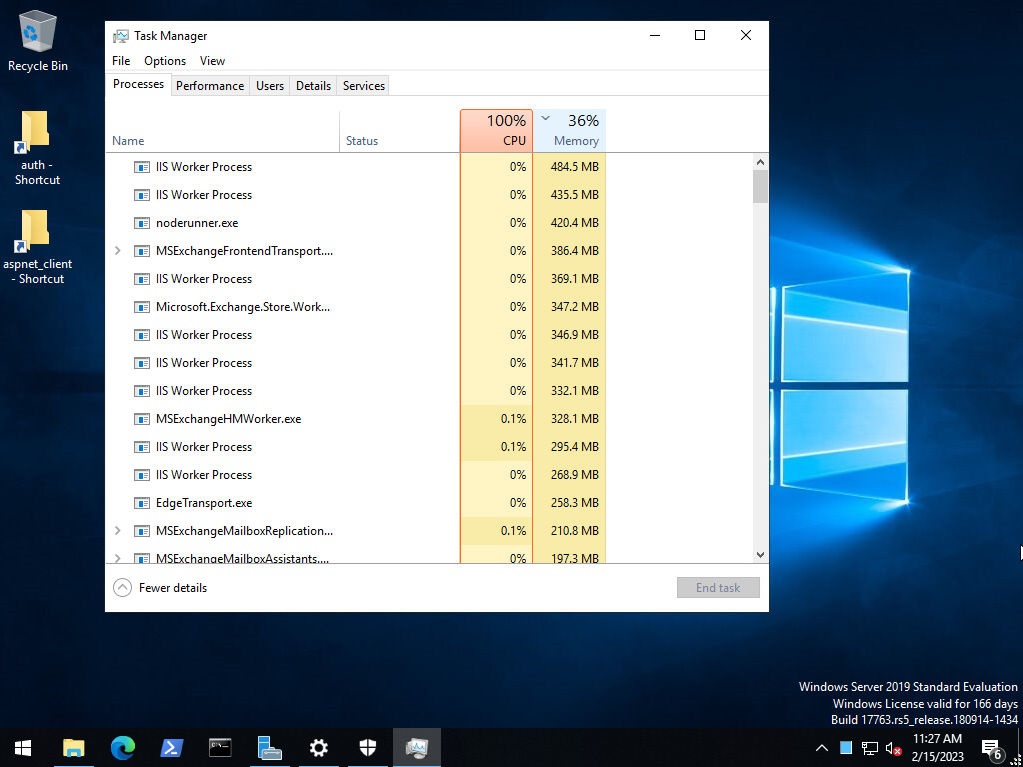 Recycle Bin
auth -
Shortcut
aspnet_client
- Shortcut
Task Manager
File Options View
Processes Performance Users Details Services
100% 36%
Name Status CPU Memory
IIS Worker Process 0% 484.5 MB
IIS Worker Process 0% 435.5 MB
noderunner.exe 0% 420.4 MB
MSExchangeFrontendTransport.... 0% 386.4 MB
IIS Worker Process 0% 369.1 MB
Microsoft.Exchange.Store.Work... 0% 347.2 MB
IIS Worker Process 0% 346.9 MB
IIS Worker Process 0% 341.7 MB
IIS Worker Process 0% 332.1 MB
MSExchangeHMWorker.exe 0.1% 328.1 MB
IIS Worker Process 0.1% 295.4 MB
IIS Worker Process 0% 268.9 MB
EdgeTransport.exe 0% 258.3 MB
MSExchangeMailboxReplication... 0.1% 210.8 MB
MSExchangeMailboxAssistants.... 0% 197.3 MB
Fewer details End task
Windows Server 2019 Standard Evaluation
Windows License valid for 166 days
Build 17763.rs5_release.180914-1434
11:27 AM
2/15/2023
6